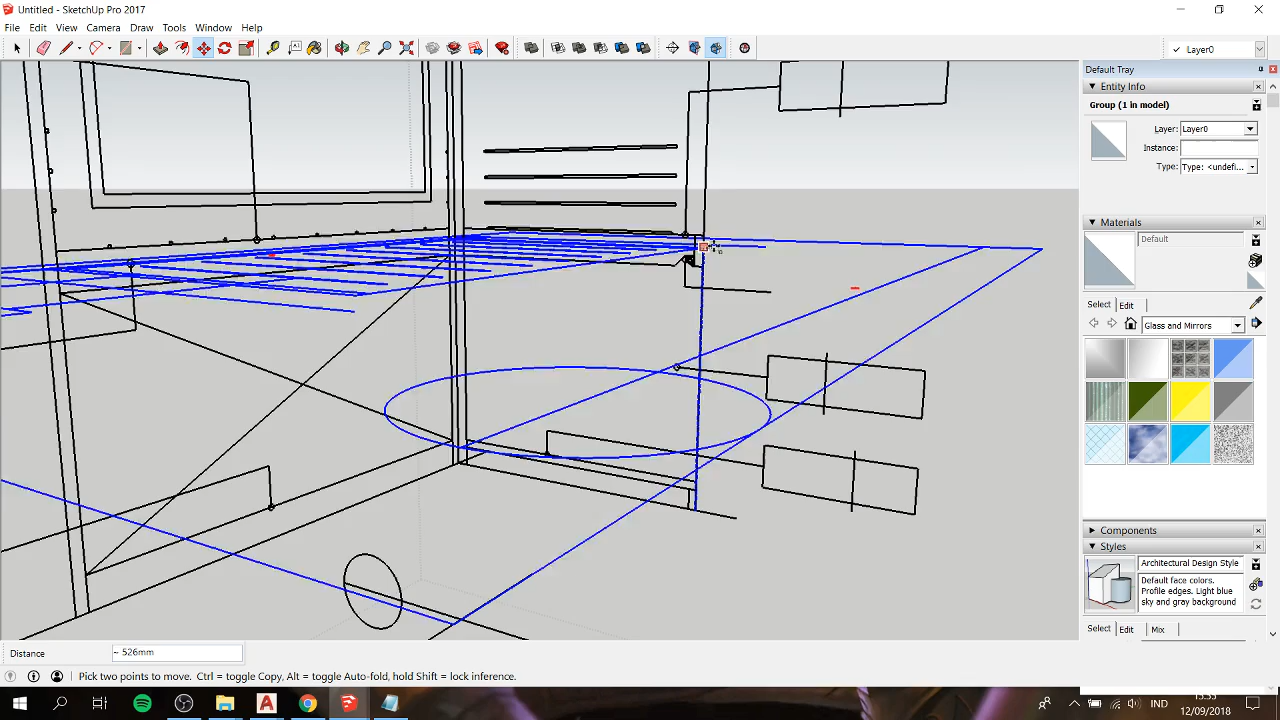 Untitled - SketchUp Pro 2017
File Edit View Camera Draw Tools Window Help
Layer0
Default Tray
Entity Info
Group (1 in model)
Layer: Layer0
Instance:
Type: Type: <undefi...
Materials
Default
Select Edit
Glass and Mirrors
Components
Styles
Architectural Design Style
Default face colors.
Profile edges. Light blue
sky and gray background
Select Edit Mix
Distance ~ 526mm
Pick two points to move. Ctrl = toggle Copy, Alt = toggle Auto-fold, hold Shift = lock inference.
IND
12/09/2018